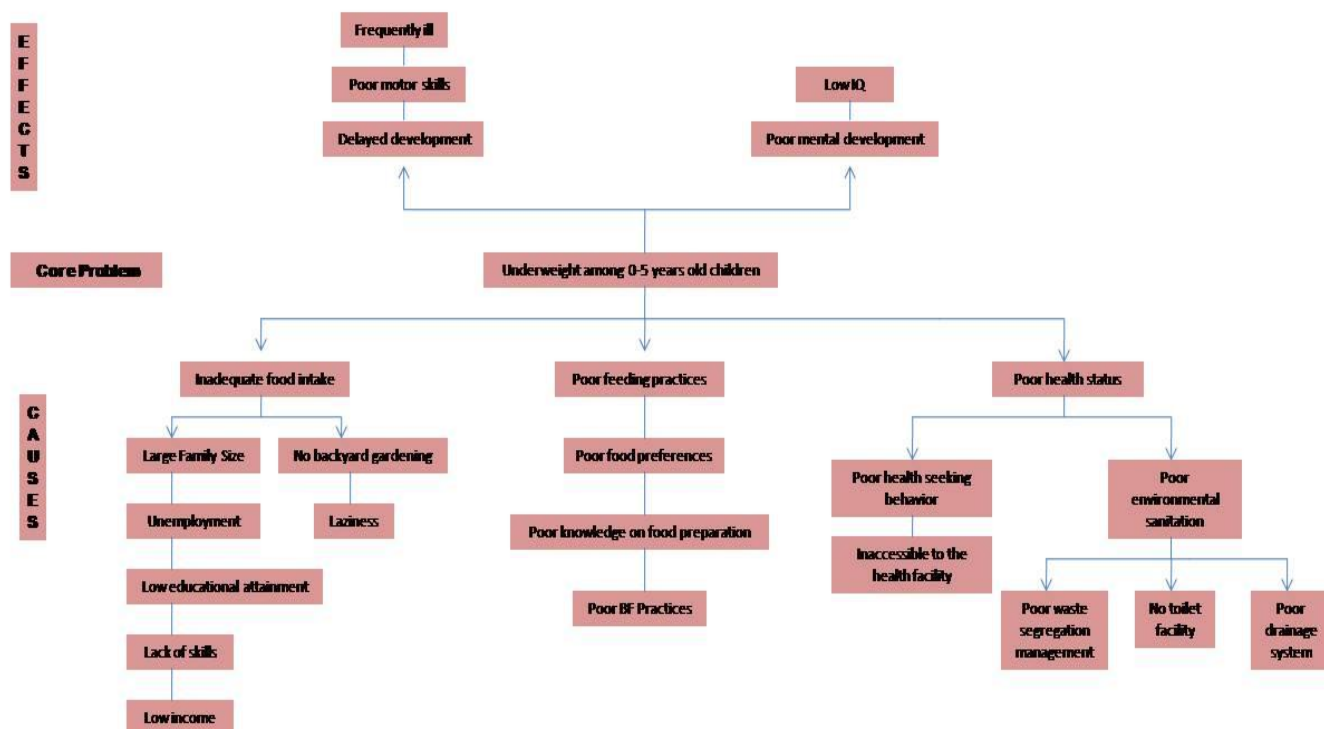 EFFECTS
Frequently ill
Poor motor skills
Low IQ
Delayed development
Poor mental development
Core Problem
Underweight among 0-5 years old children
CAUSES
Inadequate food intake
Poor feeding practices
Poor health status
Large Family Size
No backyard gardening
Poor food preferences
Poor health seeking
behavior
Poor
environmental
sanitation
Unemployment
Laziness
Poor knowledge on food preparation
Inaccessible to the
health facility
Low educational attainment
Poor BF Practices
Poor waste
segregation
management
No toilet
facility
Poor
drainage
system
Lack of skills
Low income